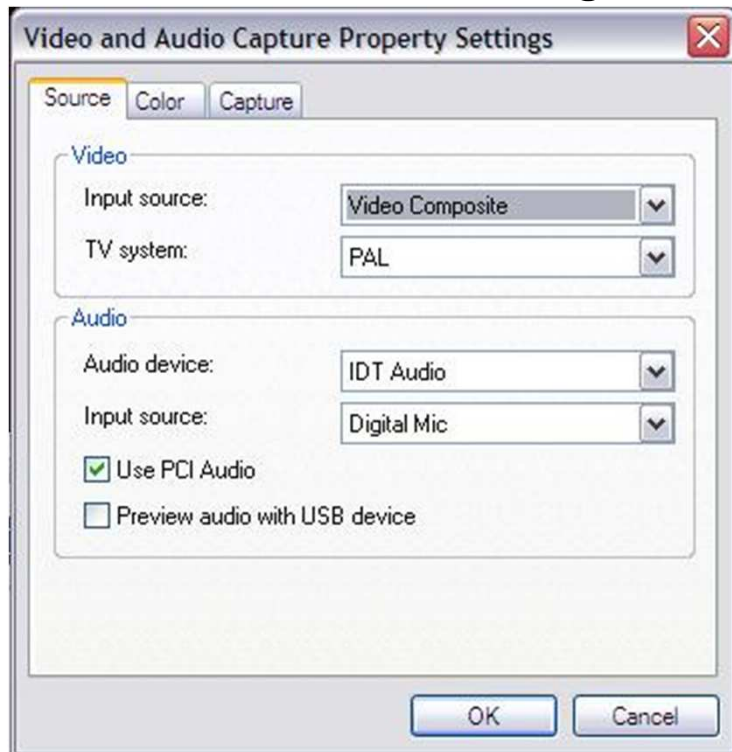 Video and Audio Capture Property Settings
Source Color Capture
Video
Input source: Video Composite
TV system: PAL
Audio
Audio device: IDT Audio
Input source: Digital Mic
Use PCI Audio
Preview audio with USB device
OK Cancel